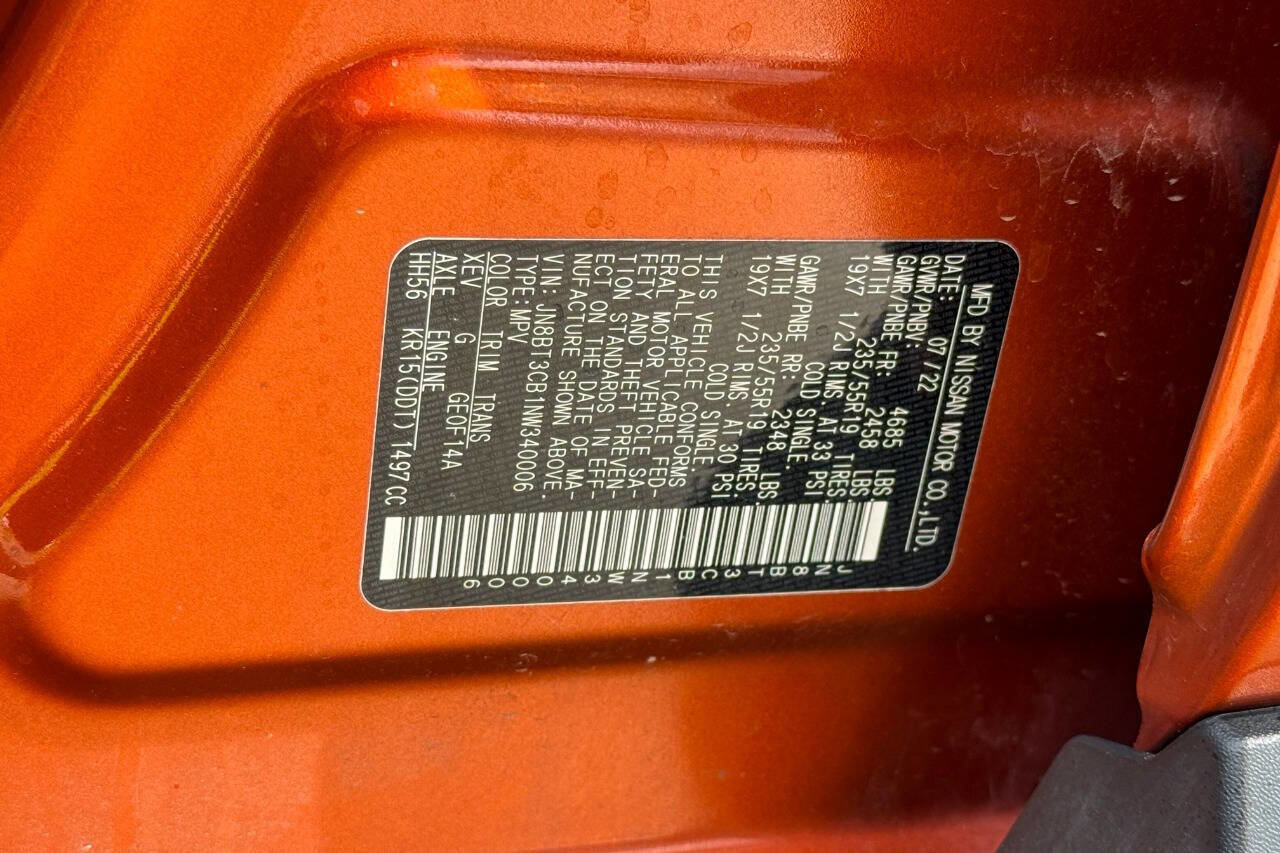 MFD BY NISSAN MOTOR CO.,LTD.
DATE: 07/22
GVWR/PNBV: 4685 LBS.
GAWR/PNBE FR: 2458 LBS.
WITH 235/55R19 TIRES.
19X7 1/2J RIMS AT 33 PSI
COLD SINGLE.
GAWR/PNBE RR: 2348 LBS.
WITH 235/55R19 TIRES.
19X7 1/2J RIMS AT 30 PSI
COLD SINGLE.
THIS VEHICLE CONFORMS
TO ALL APPLICABLE FED-
ERAL MOTOR VEHICLE SA-
FETY AND THEFT PREVEN-
TION STANDARDS IN EFF-
ECT ON THE DATE OF MA-
NUFACTURE SHOWN ABOVE.
VIN: JN8BT3CB1NW340006
TYPE:MPV
COLOR TRIM TRANS
XEV G GE0F14A
AXLE ENGINE
HH56 KR15(DDT)1497CC
JN8BT3CB1NW340006